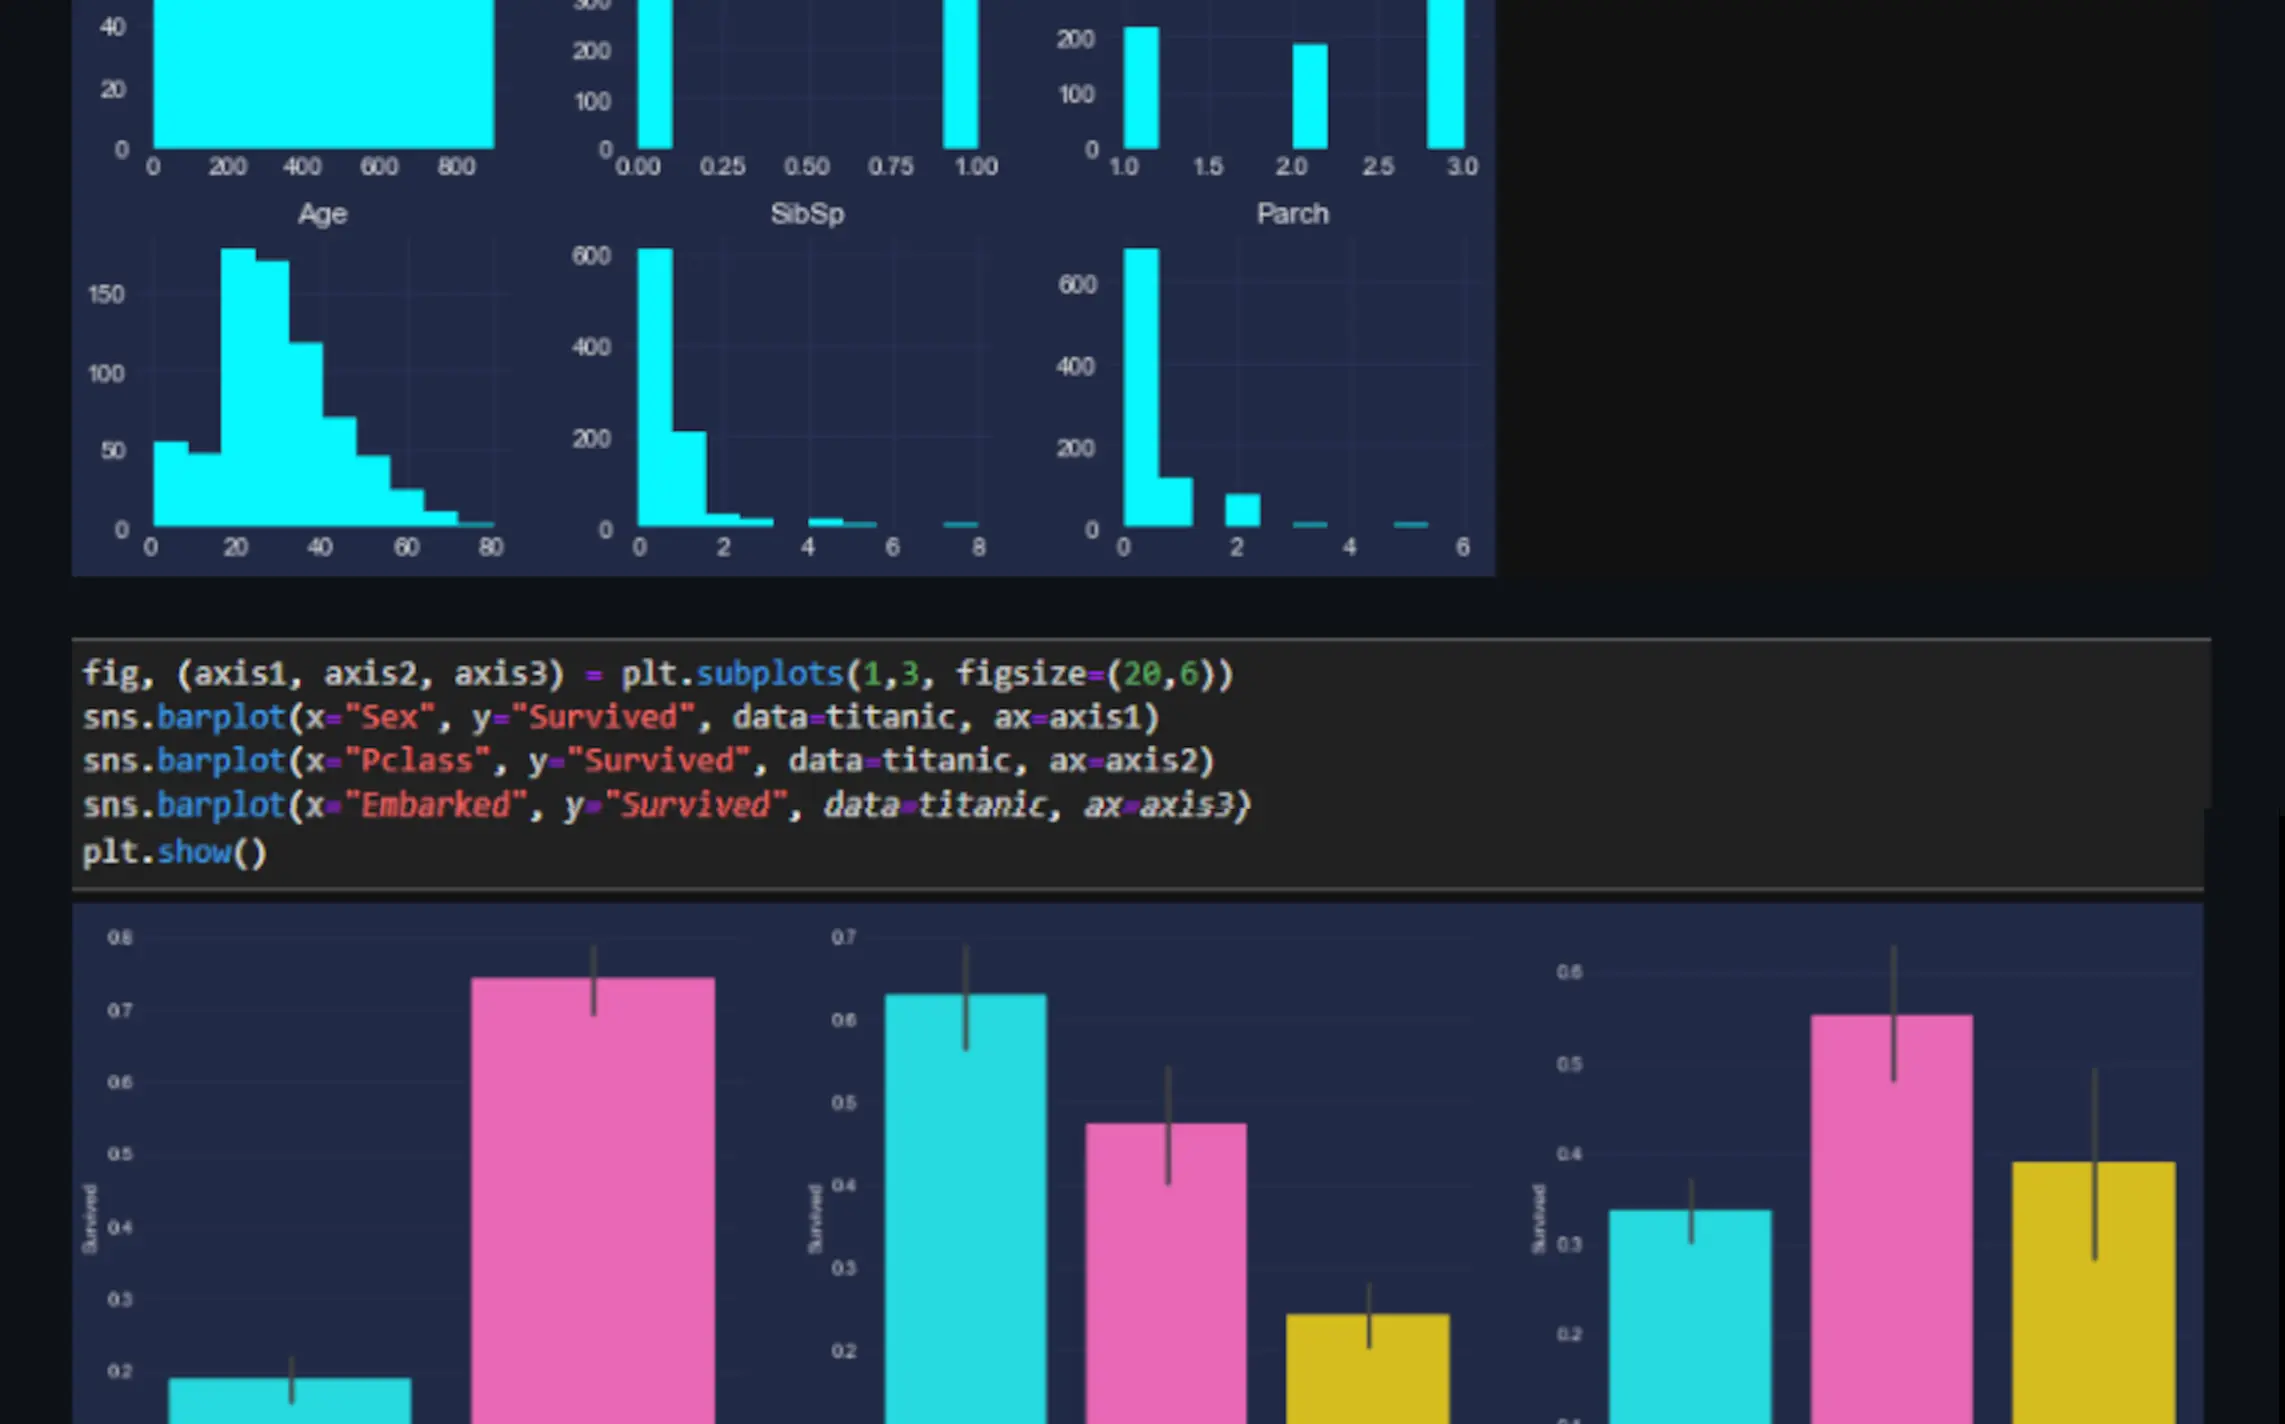 40 300 200
20 200 100
0 100 0
0 200 400 600 800 0 0.00 0.25 0.50 0.75 1.00 1.0 1.5 2.0 2.5 3.0
Age SibSp Parch
150 600 600
100 400 400
50 200 200
0 0 0
0 20 40 60 80 0 2 4 6 8 0 2 4 6
fig, (axis1, axis2, axis3) = plt.subplots(1,3, figsize=(20,6))
sns.barplot(x="Sex", y="Survived", data=titanic, ax=axis1)
sns.barplot(x="Pclass", y="Survived", data=titanic, ax=axis2)
sns.barplot(x="Embarked", y="Survived", data=titanic, ax=axis3)
plt.show()
0.8 0.7 0.6
0.7 0.6 0.5
0.6 0.5 0.4
0.5 0.4 0.3
0.4 0.3 0.2
0.3 0.2
0.2
Survived Survived Survived